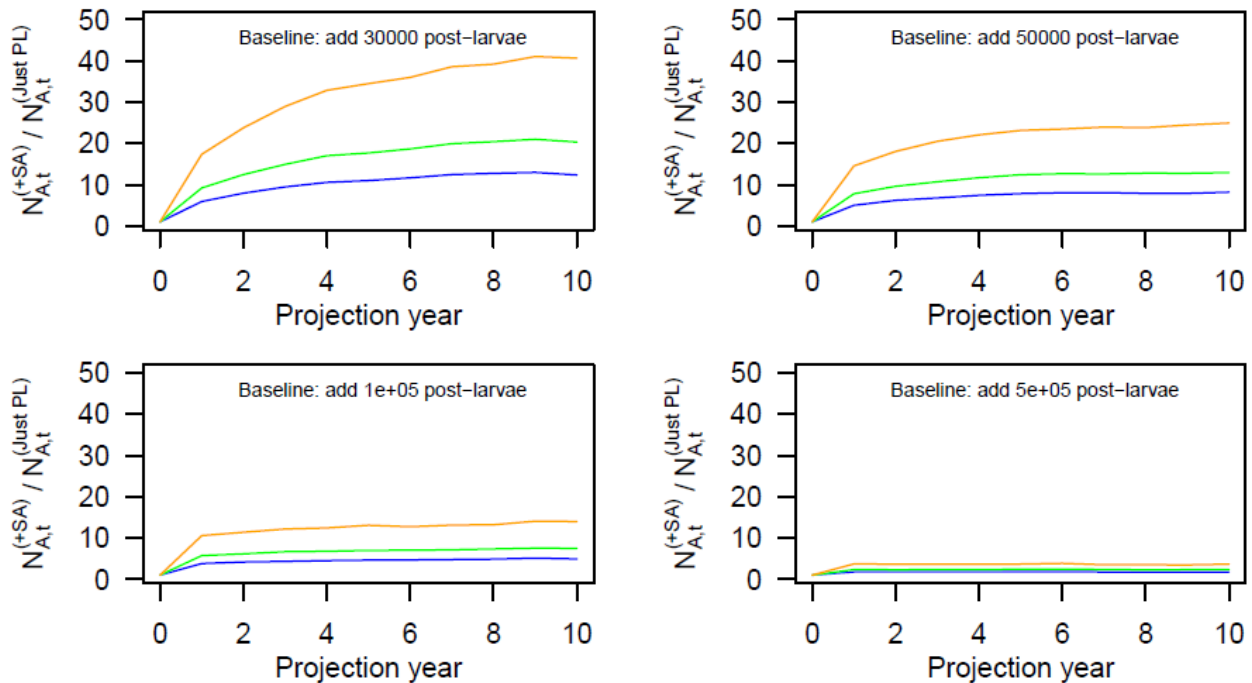 Baseline: add 30000 post−larvae
N_{A,t}^{(+SA)} / N_{A,t}^{(Just PL)}
50
40
30
20
10
0
0 2 4 6 8 10
Projection year
Baseline: add 50000 post−larvae
N_{A,t}^{(+SA)} / N_{A,t}^{(Just PL)}
50
40
30
20
10
0
0 2 4 6 8 10
Projection year
Baseline: add 1e+05 post−larvae
N_{A,t}^{(+SA)} / N_{A,t}^{(Just PL)}
50
40
30
20
10
0
0 2 4 6 8 10
Projection year
Baseline: add 5e+05 post−larvae
N_{A,t}^{(+SA)} / N_{A,t}^{(Just PL)}
50
40
30
20
10
0
0 2 4 6 8 10
Projection year